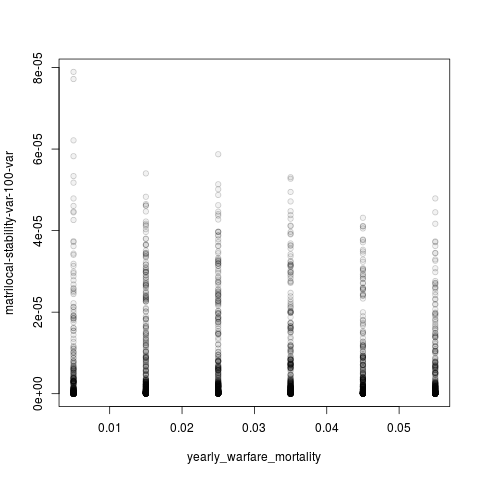 8e-05
6e-05
4e-05
2e-05
0e+00
matrilocal-stability-var-100-var
0.01 0.02 0.03 0.04 0.05
yearly_warfare_mortality